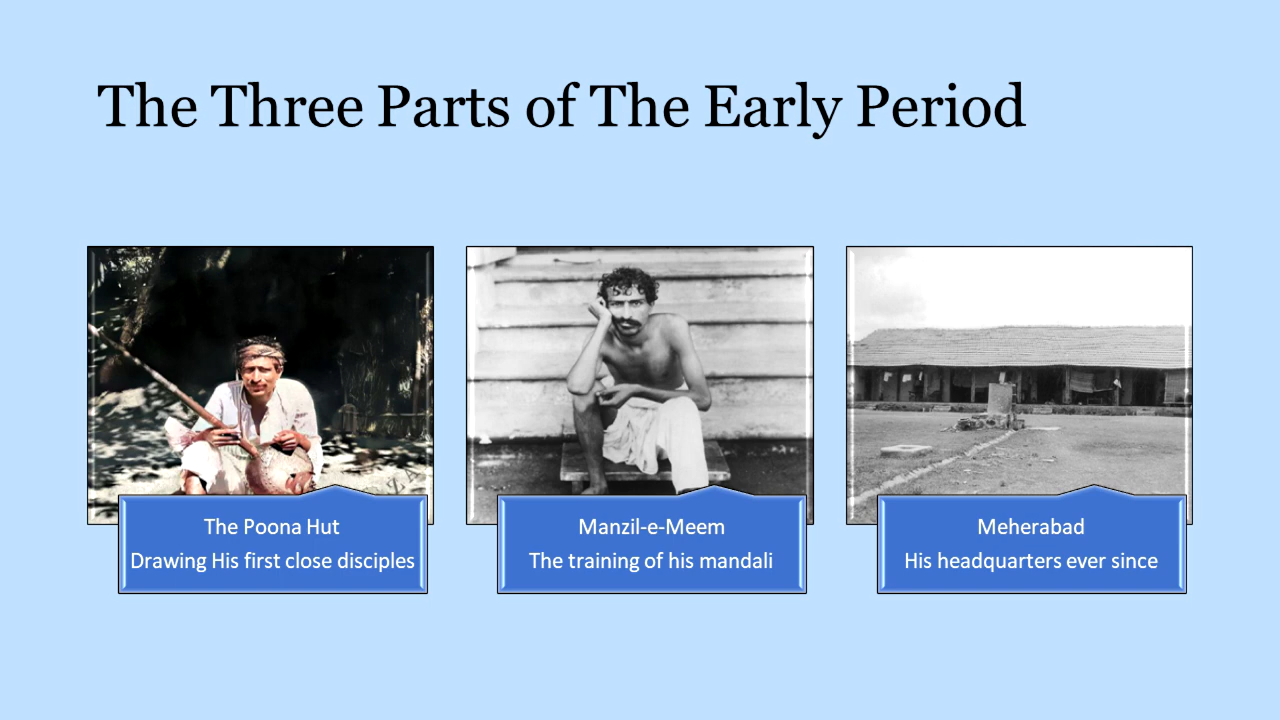 The Three Parts of The Early Period
The Poona Hut
Drawing His first close disciples
Manzil-e-Meem
The training of his mandali
Meherabad
His headquarters ever since